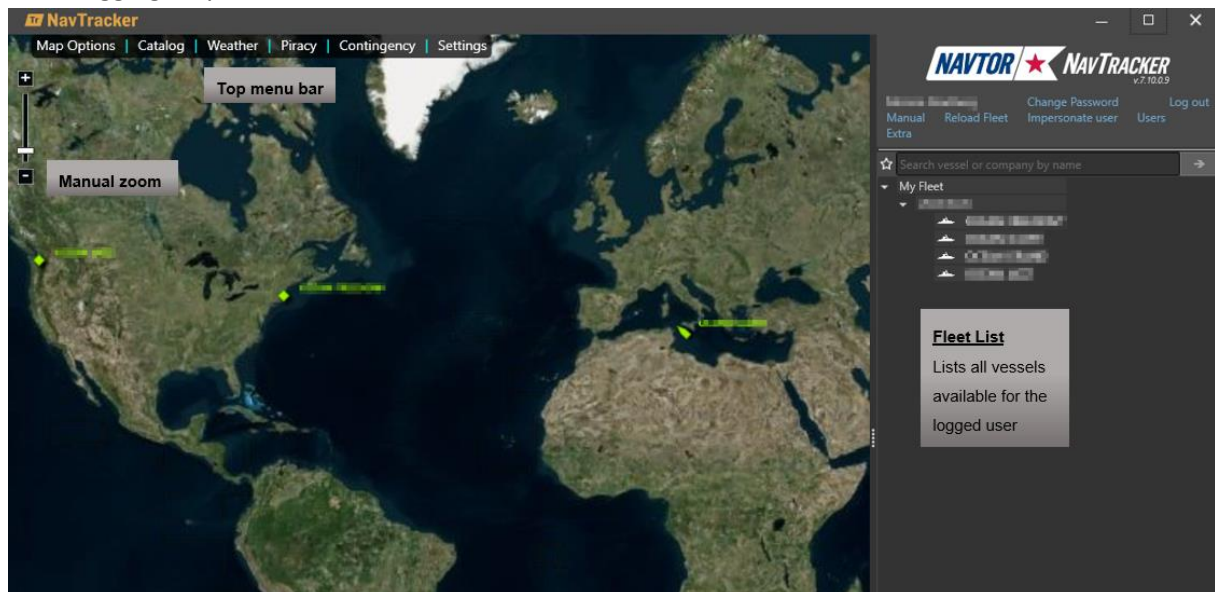 Tr NavTracker
Map Options | Catalog | Weather | Piracy | Contingency | Settings
Top menu bar
Manual zoom
NAVTOR NAVTRACKER
v.7.10.0.9
Change Password Log out
Manual Reload Fleet Impersonate user Users
Extra
Search vessel or company by name
My Fleet
Fleet List
Lists all vessels
available for the
logged user